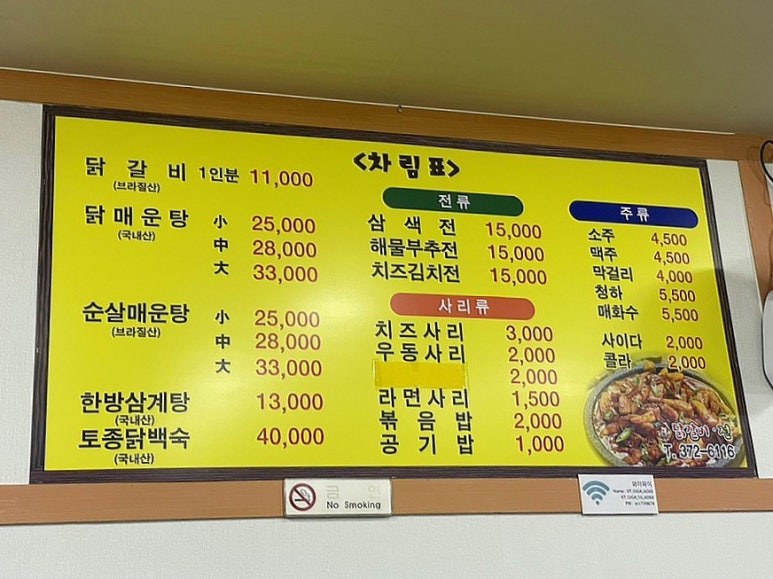 <차림표>
닭 갈 비 1인분 11,000
(브라질산)
닭 매 운 탕 小 25,000
(국내산)
中 28,000
大 33,000
순살매운탕 小 25,000
(브라질산)
中 28,000
大 33,000
한방삼계탕 13,000
(국내산)
토종닭백숙 40,000
(국내산)
전 류
삼 색 전 15,000
해물부추전 15,000
치즈김치전 15,000
사 리 류
치 즈 사 리 3,000
우 동 사 리 2,000
2,000
라 면 사 리 1,500
볶 음 밥 2,000
공 기 밥 1,000
주 류
소주 4,500
맥주 4,500
막걸리 4,000
청하 5,500
매화수 5,500
사이다 2,000
콜라 2,000
닭갈비·전
T. 372-6116
금 연
No Smoking
와이파이